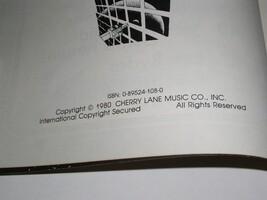 ISBN: 0-89524-108-0
Copyright © 1980 CHERRY LANE MUSIC CO., INC.
International Copyright Secured All Rights Reserved